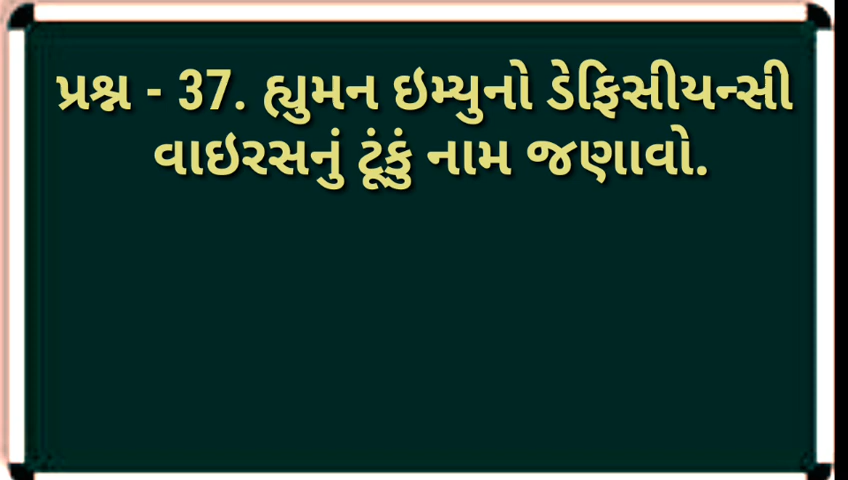 પ્રશ્ન - 37. હ્યુમન ઇમ્યુનો ડેફિસીયન્સી
વાઇરસનું ટૂંકું નામ જણાવો.